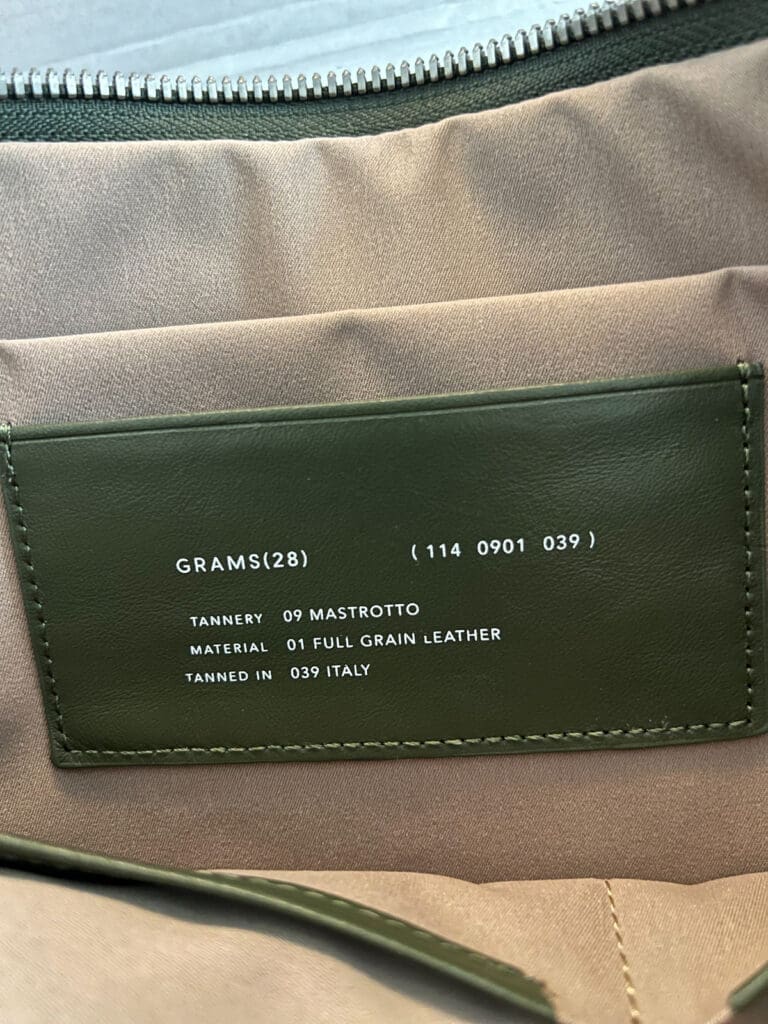 GRAMS(28) (114 0901 039)
TANNERY 09 MASTROTTO
MATERIAL 01 FULL GRAIN LEATHER
TANNED IN 039 ITALY